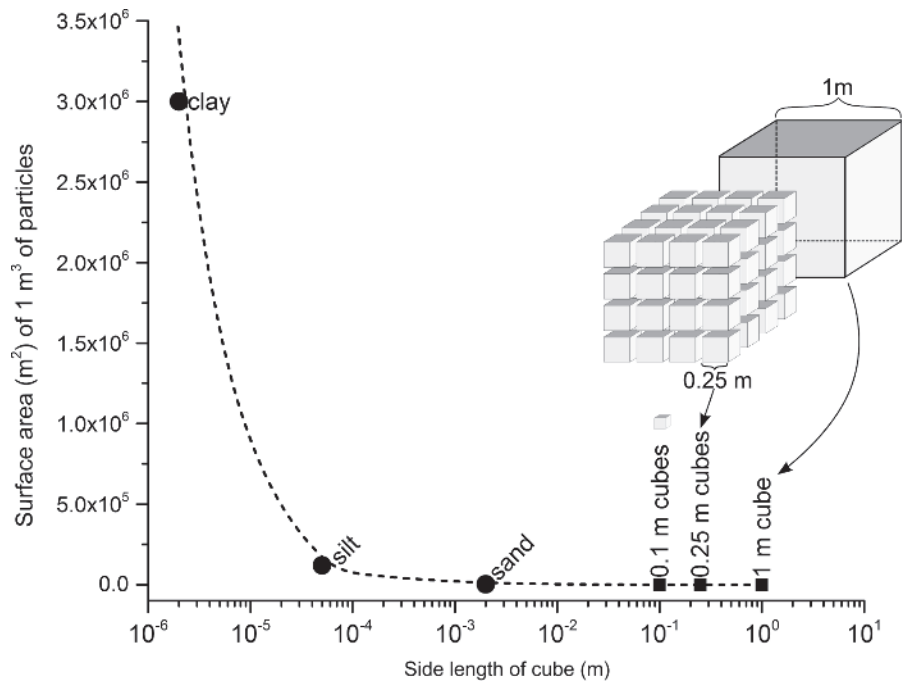 3.5x10⁶
3.0x10⁶
2.5x10⁶
2.0x10⁶
1.5x10⁶
1.0x10⁶
5.0x10⁵
0.0
Surface area (m²) of 1 m³ of particles
clay
silt
sand
0.1 m cubes
0.25 m cubes
1 m cube
1m
0.25 m
10⁻⁶ 10⁻⁵ 10⁻⁴ 10⁻³ 10⁻² 10⁻¹ 10⁰ 10¹
Side length of cube (m)